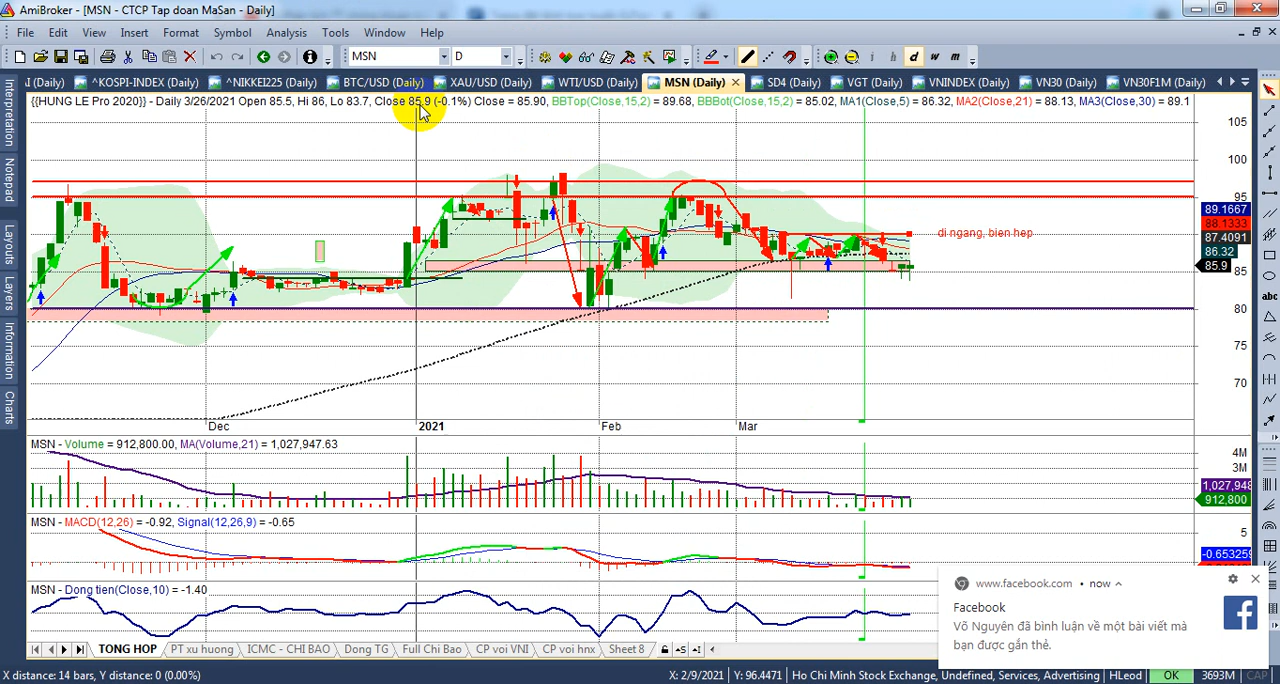 AmiBroker - [MSN - CTCP Tap doan MaSan - Daily]
File Edit View Insert Format Symbol Analysis Tools Window Help
MSN D
I (Daily) ^KOSPI-INDEX (Daily) ^NIKKEI225 (Daily) BTC/USD (Daily) XAU/USD (Daily) WTI/USD (Daily) MSN (Daily) SD4 (Daily) VGT (Daily) VNINDEX (Daily) VN30 (Daily) VN30F1M (Daily)
{{HUNG LE Pro 2020}} - Daily 3/26/2021 Open 85.5, Hi 86, Lo 83.7, Close 85.9 (-0.1%) Close = 85.90, BBTop(Close,15,2) = 89.68, BBBot(Close,15,2) = 85.02, MA1(Close,5) = 86.32, MA2(Close,21) = 88.13, MA3(Close,30) = 89.1
Interpretation
Notepad
Layouts
Layers
Information
Charts
105
100
95
89.1667
88.1333
87.4091
86.32
85.9
85
80
75
70
di ngang, bien hep
Dec 2021 Feb Mar
MSN - Volume = 912,800.00, MA(Volume,21) = 1,027,947.63
4M
3M
1,027,948
912,800
MSN - MACD(12,26) = -0.92, Signal(12,26,9) = -0.65
5
-0.653259
MSN - Dong tien(Close,10) = -1.40
www.facebook.com • now
Facebook
Võ Nguyên đã bình luận về một bài viết mà
bạn được gắn thẻ.
TONG HOP PT xu huong ICMC - CHI BAO Dong TG Full Chi Bao CP voi VNI CP voi hnx Sheet 8
X distance: 14 bars, Y distance: 0 (0.00%) X: 2/9/2021 Y: 96.4471 Ho Chi Minh Stock Exchange, Undefined, Services, Advertising HLeod OK 3693M CAP